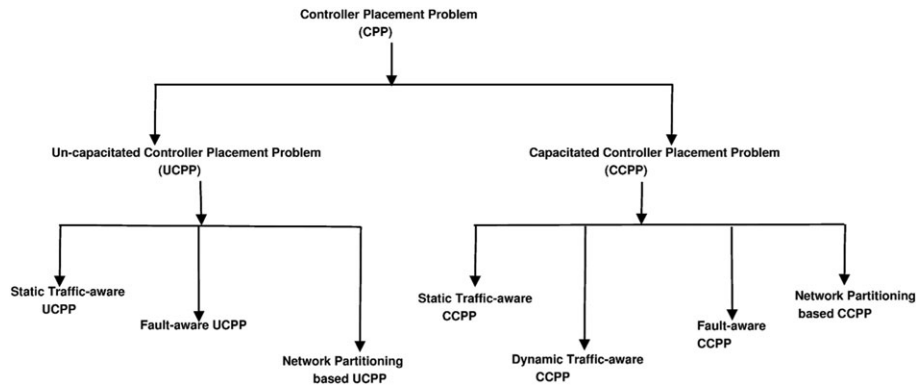 Controller Placement Problem
(CPP)
Un-capacitated Controller Placement Problem
(UCPP)
Capacitated Controller Placement Problem
(CCPP)
Static Traffic-aware
UCPP
Fault-aware UCPP
Network Partitioning
based UCPP
Static Traffic-aware
CCPP
Dynamic Traffic-aware
CCPP
Fault-aware
CCPP
Network Partitioning
based CCPP